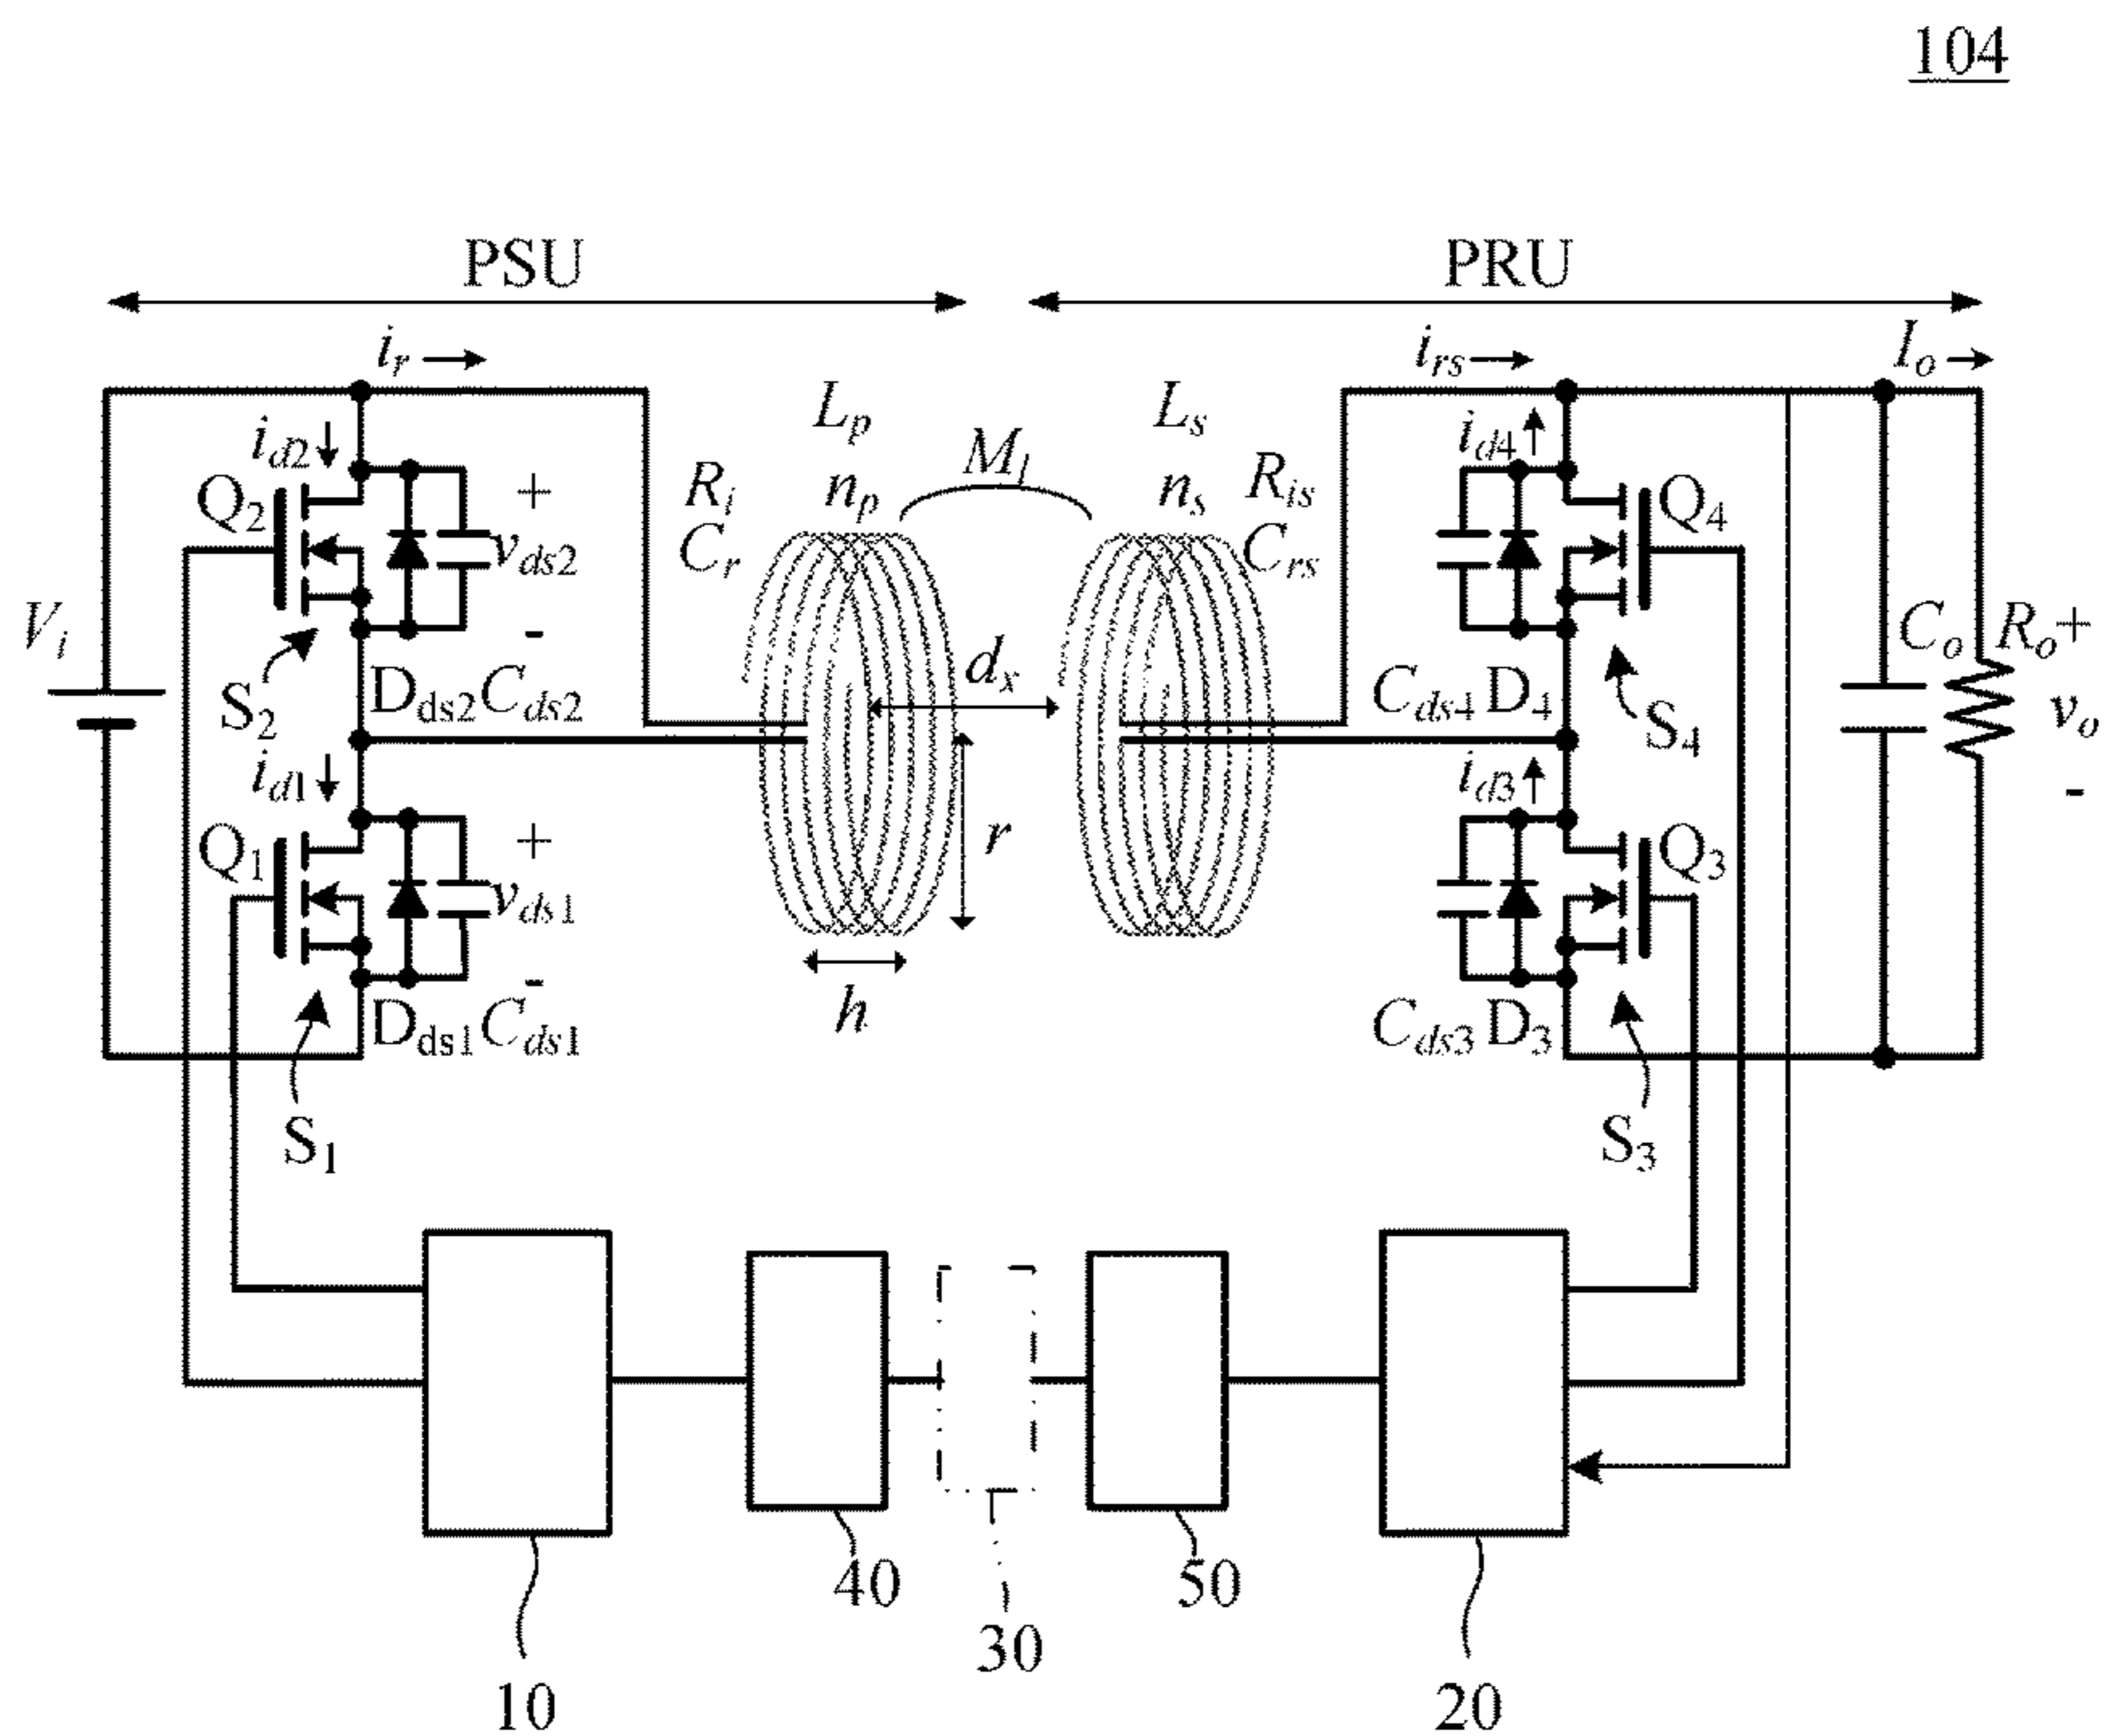 104
PSU PRU
i_r i_rs I_o
L_p L_s
i_d2 M_l i_d4
Q_2 + R_i n_p n_s R_is Q_4
v_ds2 C_r C_rs
V_i - C_o R_o +
S_2 D_ds2 C_ds2 d_x C_ds4 D_4 S_4 v_o
i_d1 i_d3 -
Q_1 + r Q_3
v_ds1
-
D_ds1 C_ds1 h C_ds3 D_3
S_1 S_3
40 50
30
10 20